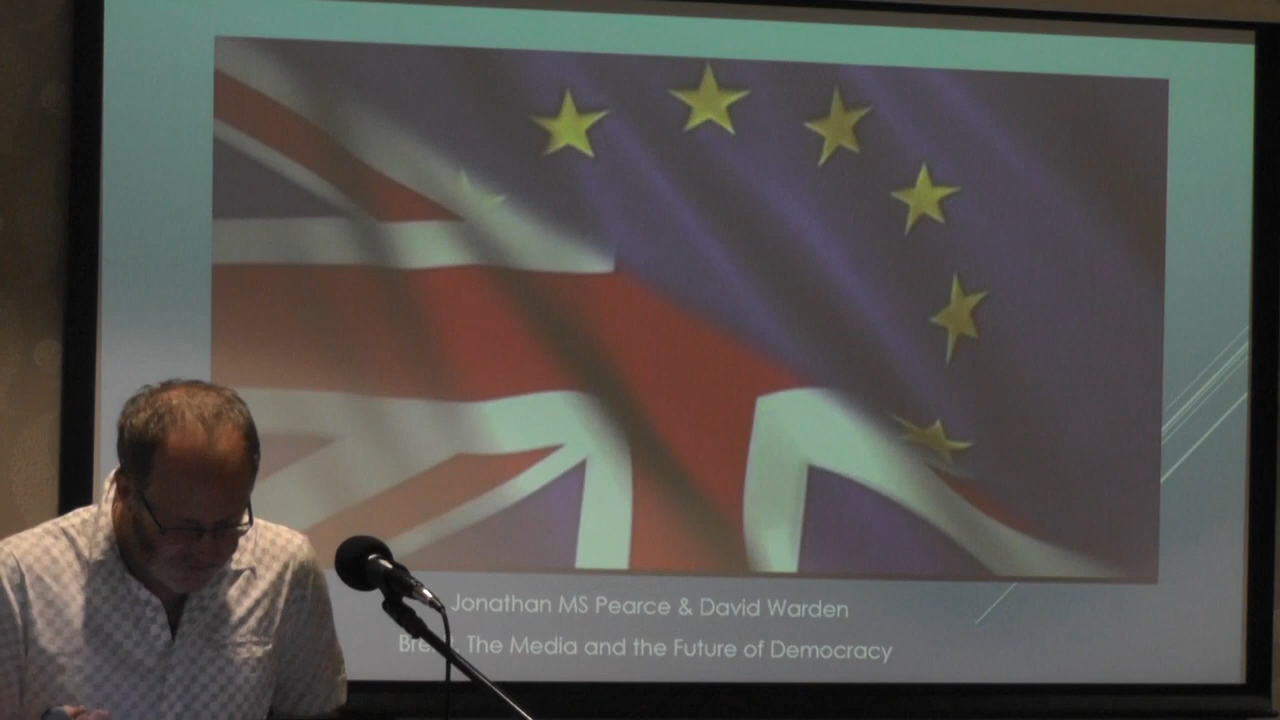 Jonathan MS Pearce & David Warden
The Media and the Future of Democracy